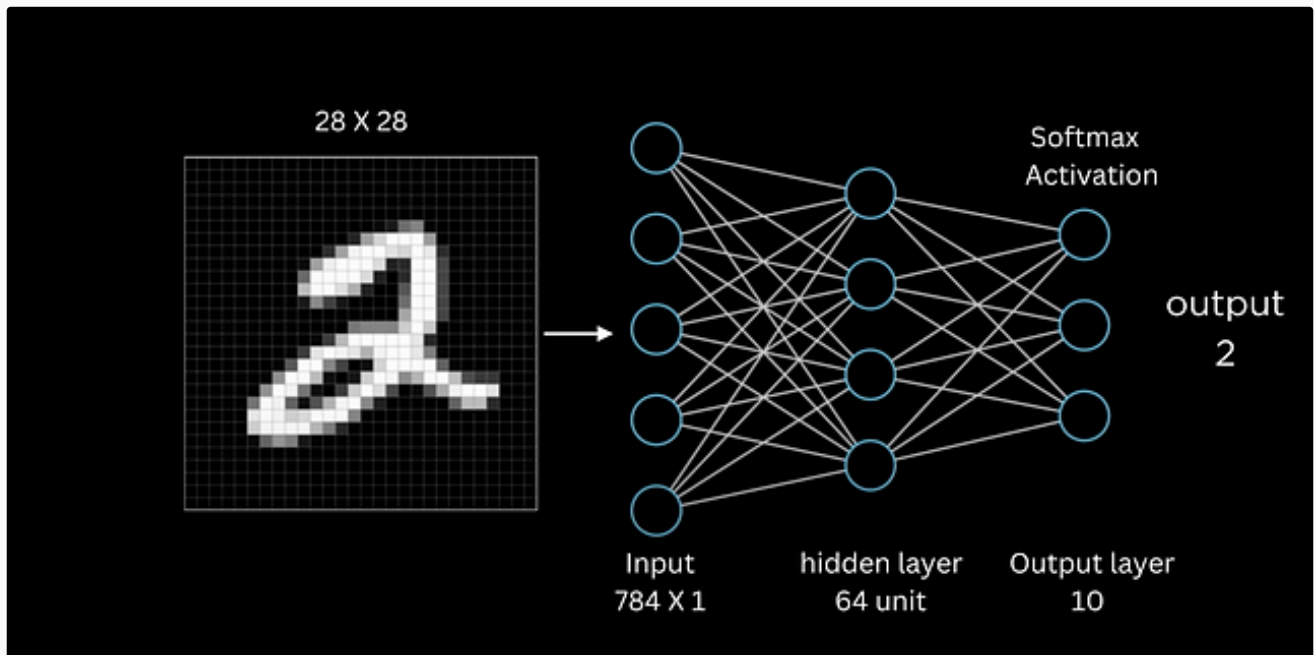 28 X 28
Softmax
Activation
output
2
Input
784 X 1
hidden layer
64 unit
Output layer
10